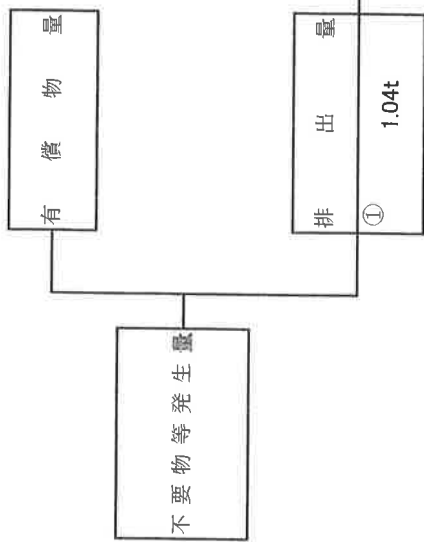 有償物量
不要物等発生量
排出量
①
1.04t